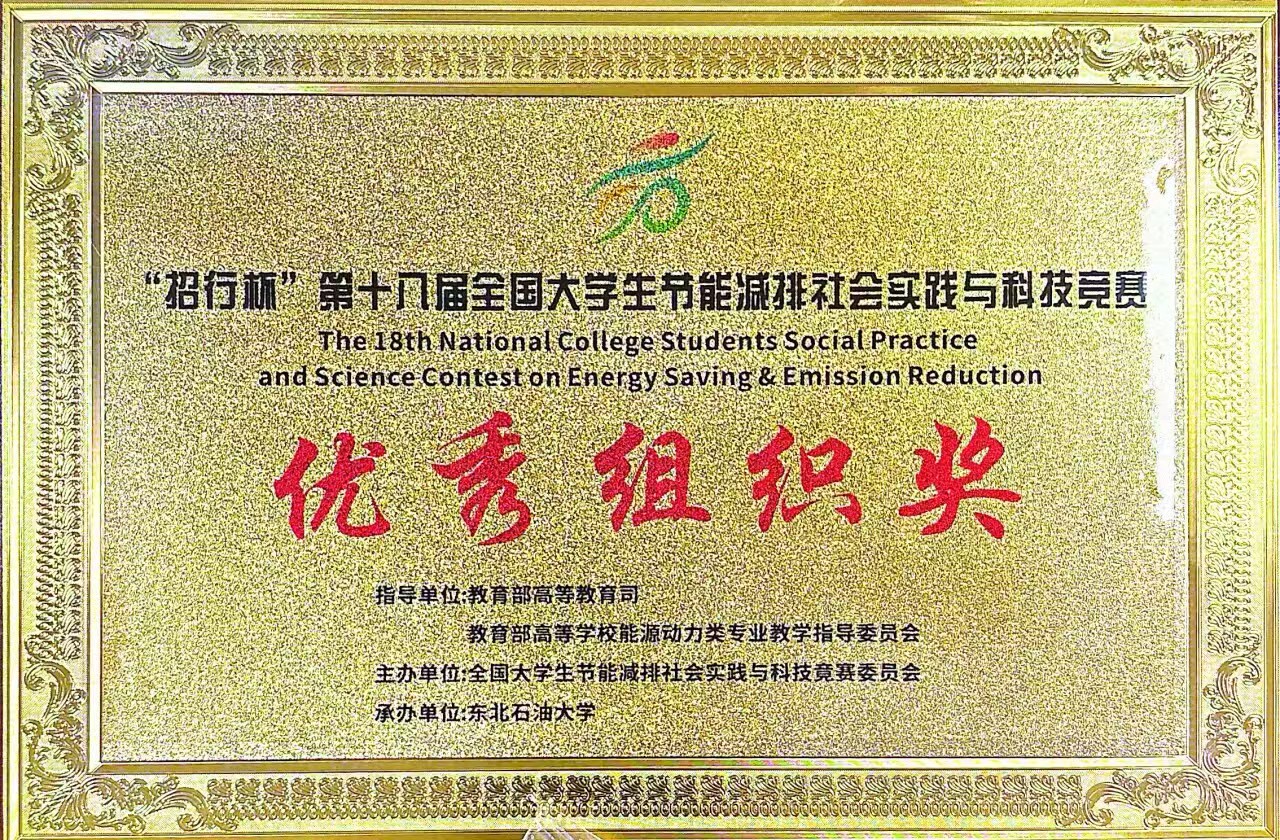 “招行杯”第十八届全国大学生节能减排社会实践与科技竞赛
The 18th National College Students Social Practice
and Science Contest on Energy Saving & Emission Reduction
优秀组织奖
指导单位:教育部高等教育司
教育部高等学校能源动力类专业教学指导委员会
主办单位:全国大学生节能减排社会实践与科技竞赛委员会
承办单位:东北石油大学